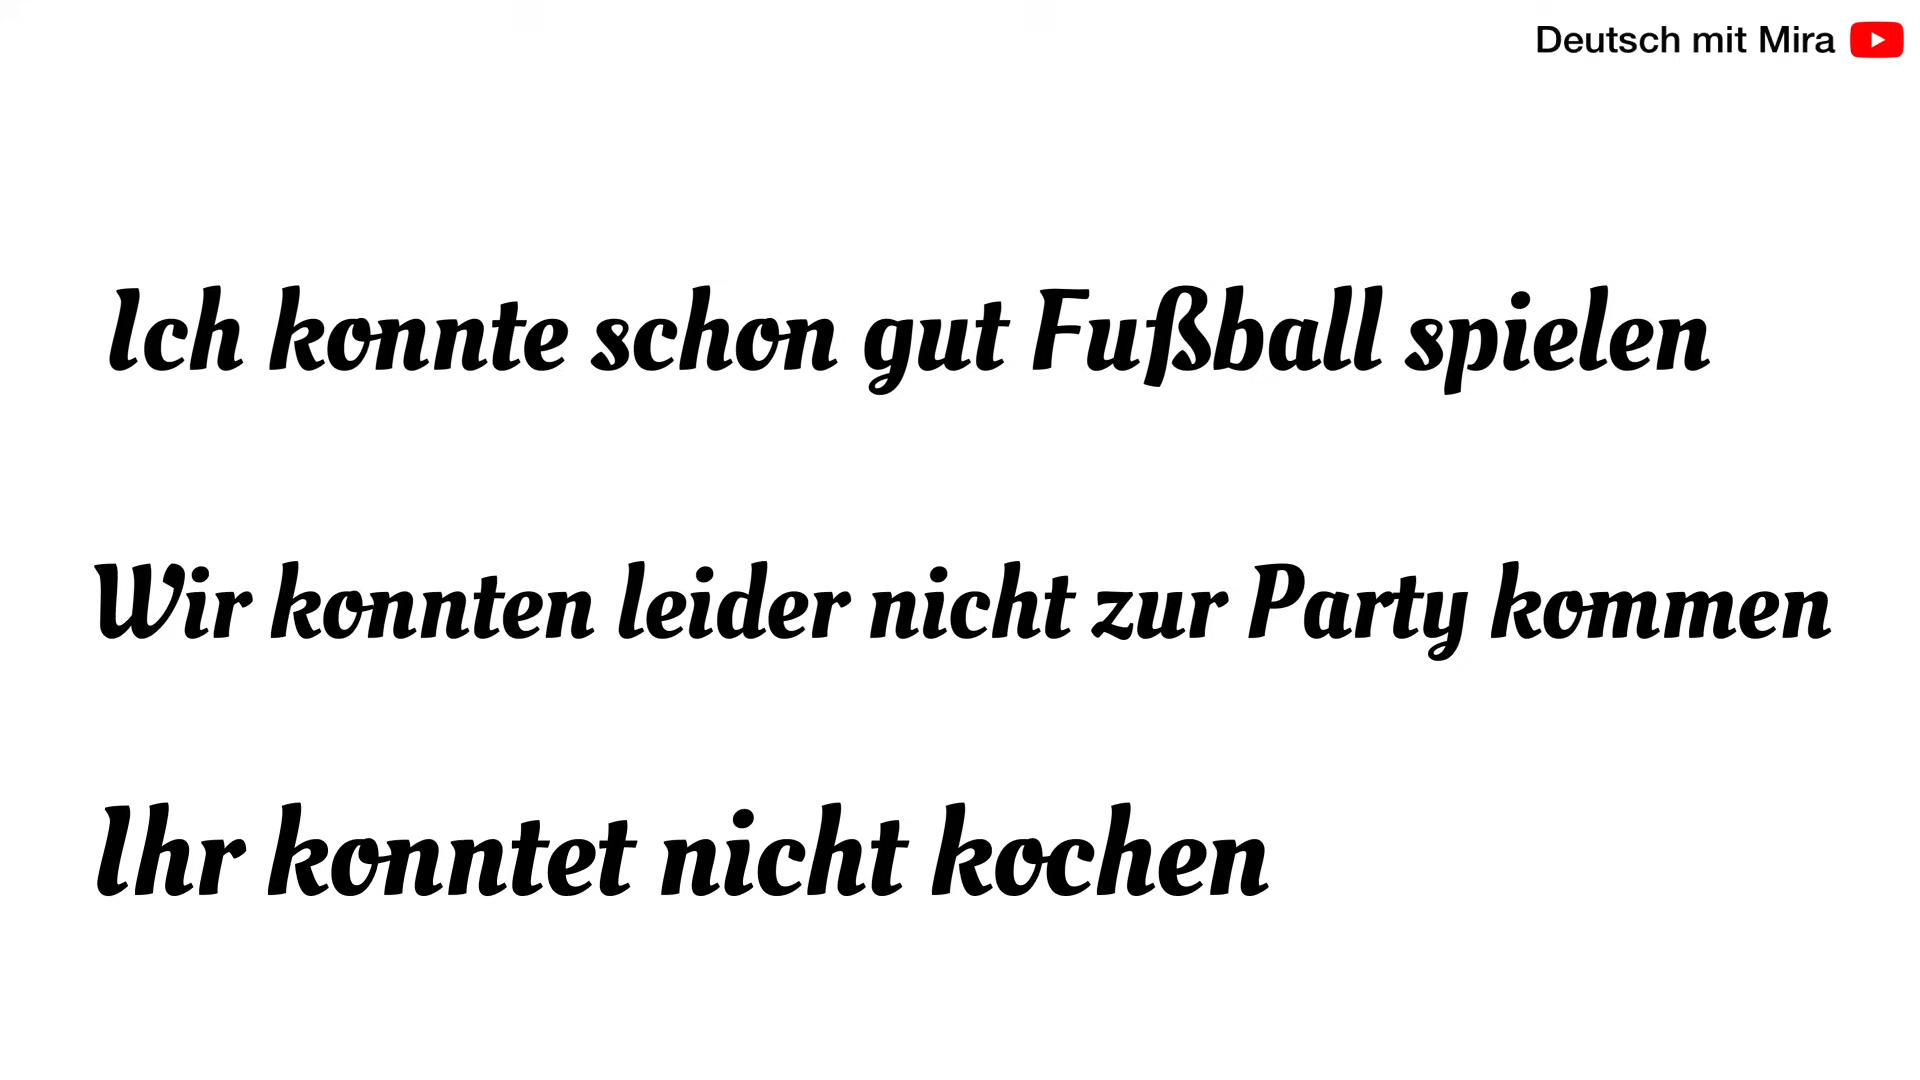 Deutsch mit Mira
Ich konnte schon gut Fußball spielen
Wir konnten leider nicht zur Party kommen
Ihr konntet nicht kochen